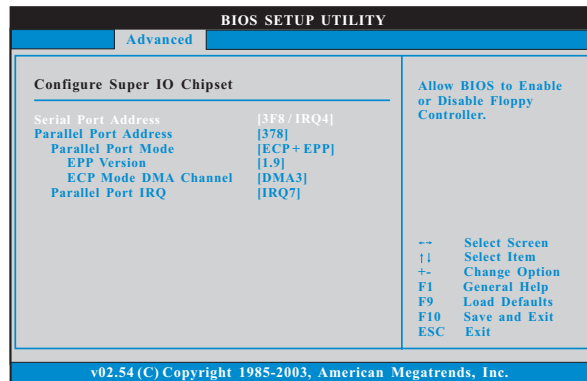 BIOS SETUP UTILITY
Advanced
Configure Super IO Chipset
Serial Port Address [3F8 / IRQ4]
Parallel Port Address [378]
Parallel Port Mode [ECP + EPP]
EPP Version [1.9]
ECP Mode DMA Channel [DMA3]
Parallel Port IRQ [IRQ7]
Allow BIOS to Enable
or Disable Floppy
Controller.
←→ Select Screen
↑↓ Select Item
+- Change Option
F1 General Help
F9 Load Defaults
F10 Save and Exit
ESC Exit
v02.54 (C) Copyright 1985-2003, American Megatrends, Inc.